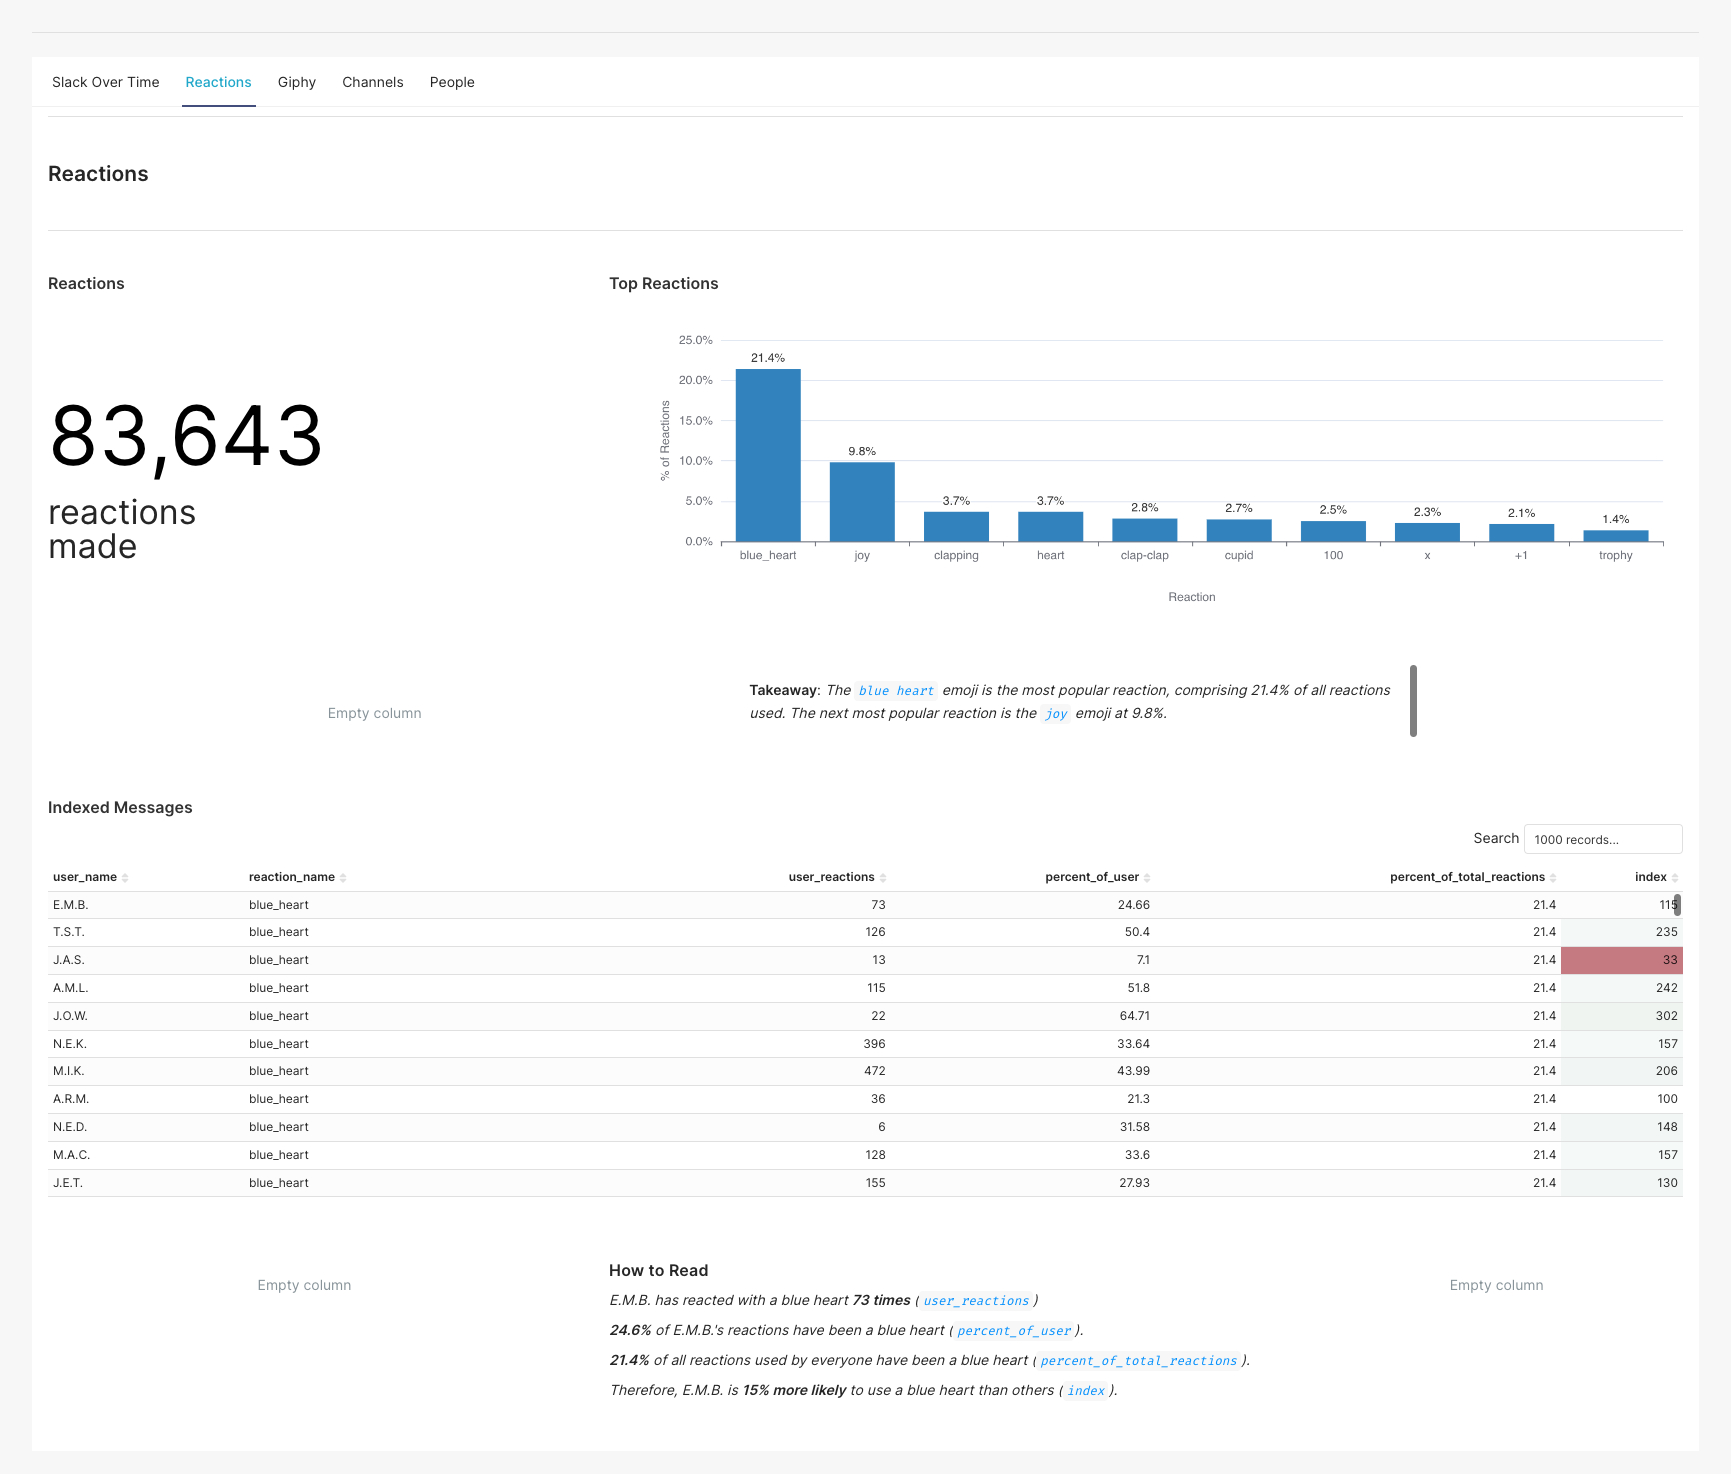 Slack Over Time Reactions Giphy Channels People
Reactions
Reactions
83,643
reactions
made
Top Reactions
25.0%
20.0%
15.0%
10.0%
5.0%
0.0%
% of Reactions
21.4% 9.8% 3.7% 3.7% 2.8% 2.7% 2.5% 2.3% 2.1% 1.4%
blue_heart joy clapping heart clap-clap cupid 100 x +1 trophy
Reaction
Empty column
Takeaway: The blue heart emoji is the most popular reaction, comprising 21.4% of all reactions
used. The next most popular reaction is the joy emoji at 9.8%.
Indexed Messages
Search 1000 records...
user_name reaction_name user_reactions percent_of_user percent_of_total_reactions index
E.M.B. blue_heart 73 24.66 21.4 115
T.S.T. blue_heart 126 50.4 21.4 235
J.A.S. blue_heart 13 7.1 21.4 33
A.M.L. blue_heart 115 51.8 21.4 242
J.O.W. blue_heart 22 64.71 21.4 302
N.E.K. blue_heart 396 33.64 21.4 157
M.I.K. blue_heart 472 43.99 21.4 206
A.R.M. blue_heart 36 21.3 21.4 100
N.E.D. blue_heart 6 31.58 21.4 148
M.A.C. blue_heart 128 33.6 21.4 157
J.E.T. blue_heart 155 27.93 21.4 130
Empty column
How to Read
E.M.B. has reacted with a blue heart 73 times ( user_reactions )
24.6% of E.M.B.'s reactions have been a blue heart ( percent_of_user ).
21.4% of all reactions used by everyone have been a blue heart ( percent_of_total_reactions ).
Therefore, E.M.B. is 15% more likely to use a blue heart than others ( index ).
Empty column